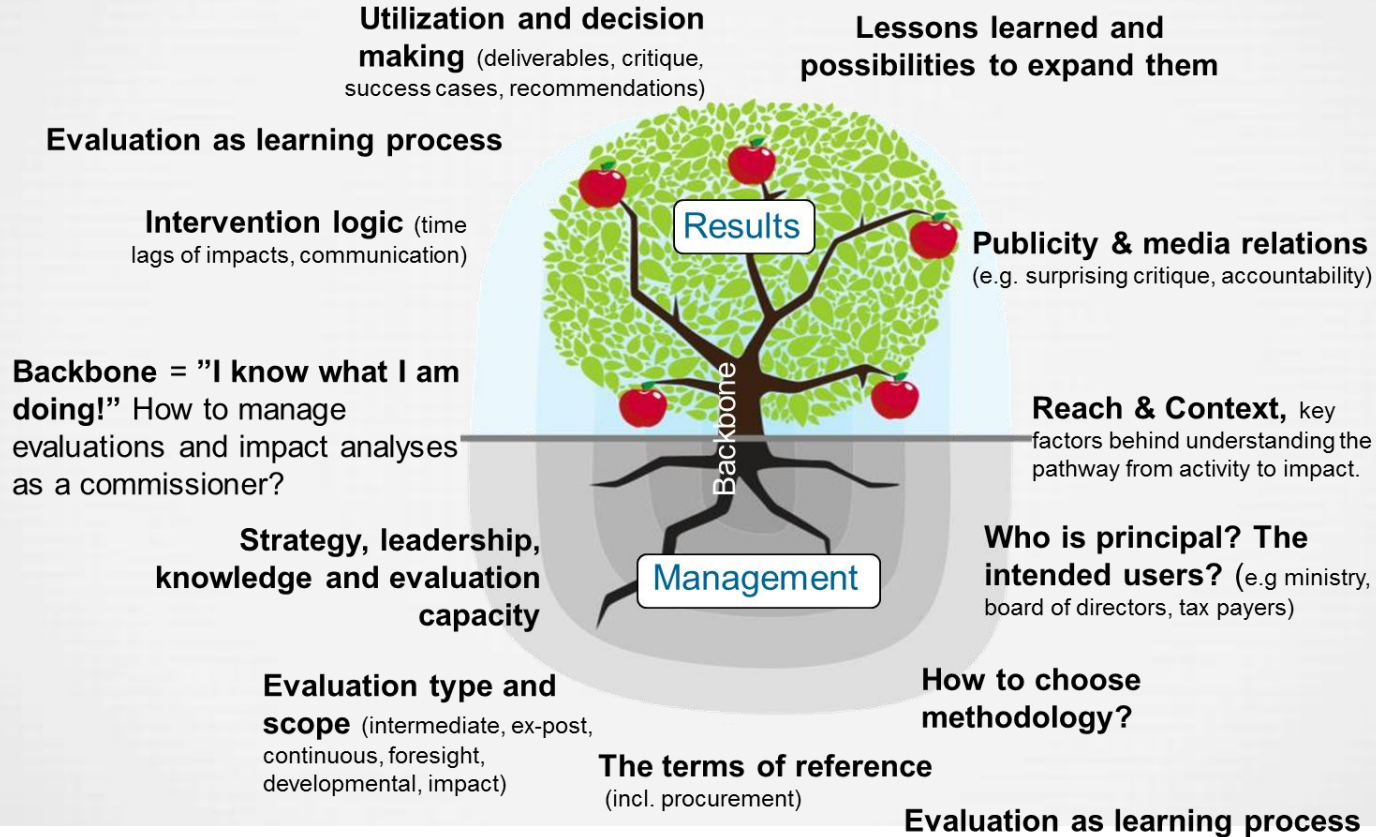 Utilization and decision
making (deliverables, critique,
success cases, recommendations)
Lessons learned and
possibilities to expand them
Evaluation as learning process
Intervention logic (time
lags of impacts, communication)
Results
Publicity & media relations
(e.g. surprising critique, accountability)
Backbone = ”I know what I am
doing!” How to manage
evaluations and impact analyses
as a commissioner?
Backbone
Reach & Context, key
factors behind understanding the
pathway from activity to impact.
Strategy, leadership,
knowledge and evaluation
capacity
Management
Who is principal? The
intended users? (e.g ministry,
board of directors, tax payers)
Evaluation type and
scope (intermediate, ex-post,
continuous, foresight,
developmental, impact)
The terms of reference
(incl. procurement)
How to choose
methodology?
Evaluation as learning process